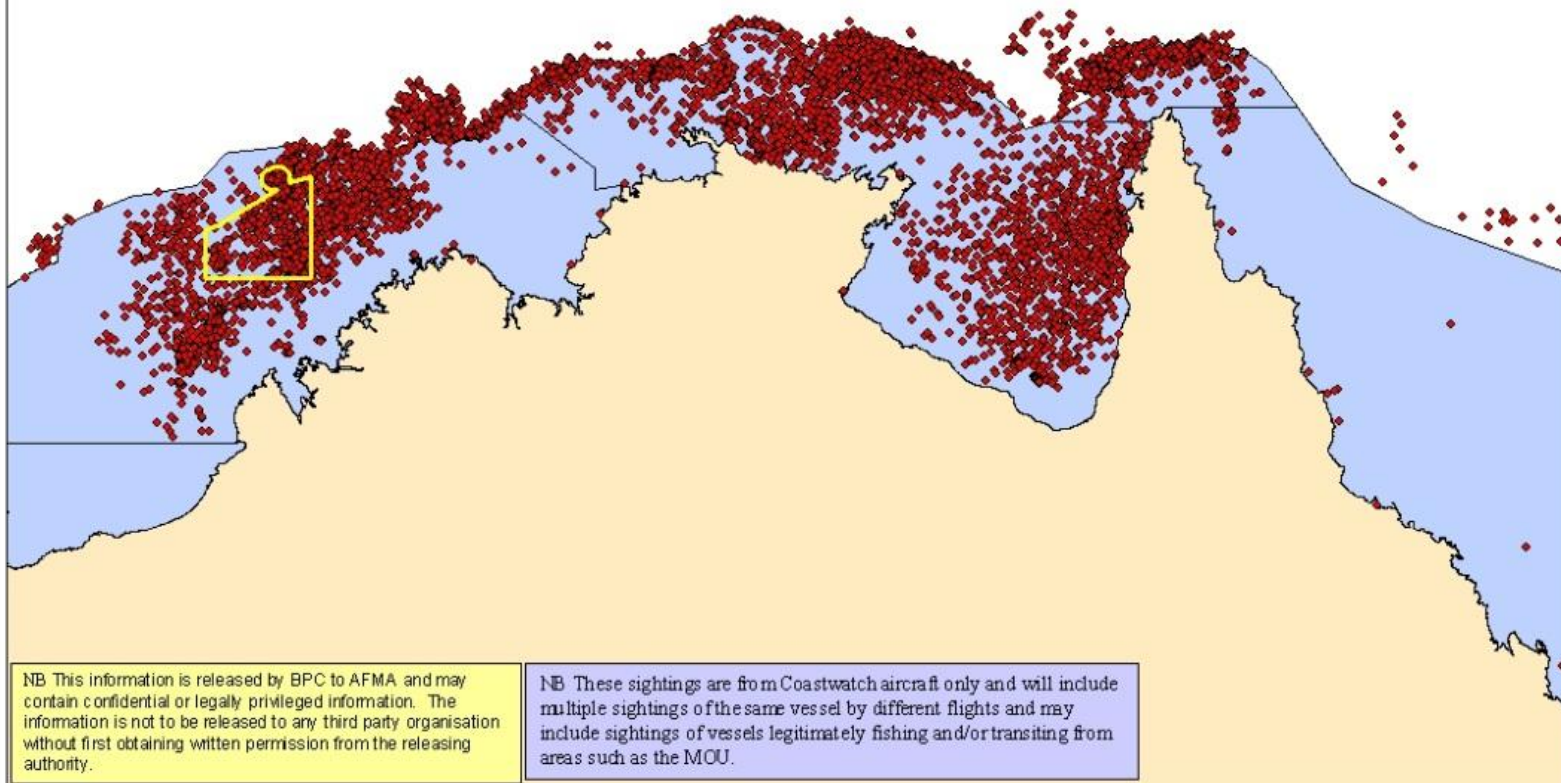 NB This information is released by BPC to AFMA and may
contain confidential or legally privileged information. The
information is not to be released to any third party organisation
without first obtaining written permission from the releasing
authority.
NB These sightings are from Coastwatch aircraft only and will include
multiple sightings of the same vessel by different flights and may
include sightings of vessels legitimately fishing and/or transiting from
areas such as the MOU.